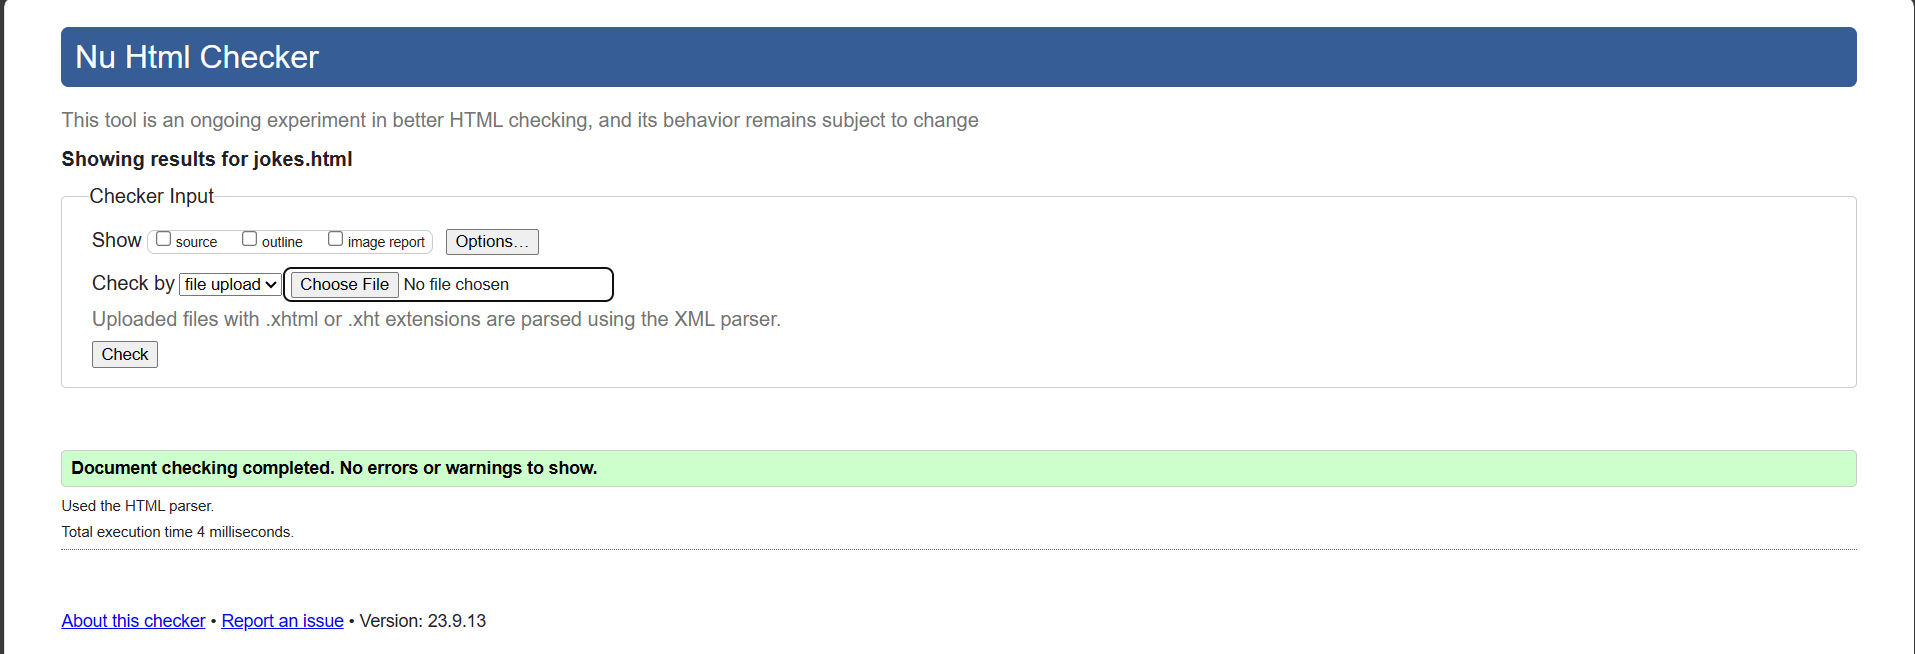 Nu Html Checker
This tool is an ongoing experiment in better HTML checking, and its behavior remains subject to change
Showing results for jokes.html
Checker Input
Show source outline image report Options…
Check by file upload Choose File No file chosen
Uploaded files with .xhtml or .xht extensions are parsed using the XML parser.
Check
Document checking completed. No errors or warnings to show.
Used the HTML parser.
Total execution time 4 milliseconds.
About this checker • Report an issue • Version: 23.9.13